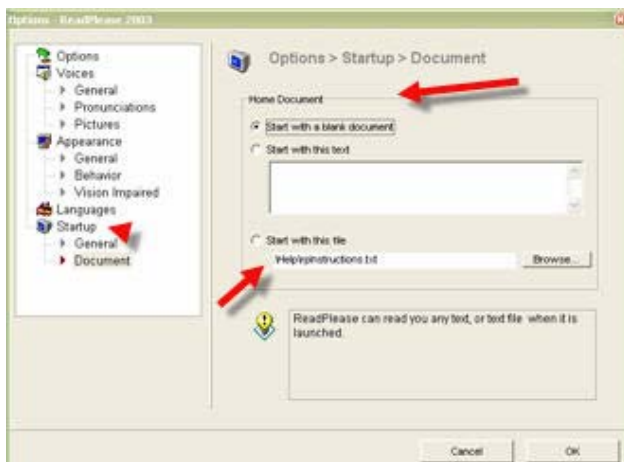 Options - ReadPlease 2003
Options
Voices
General
Pronunciations
Pictures
Appearance
General
Behavior
Vision Impaired
Languages
Startup
General
Document
Options > Startup > Document
Home Document
Start with a blank document
Start with this text
Start with this file
\Help\rpinstructions.txt
Browse...
ReadPlease can read you any text, or text file when it is
launched.
Cancel
OK